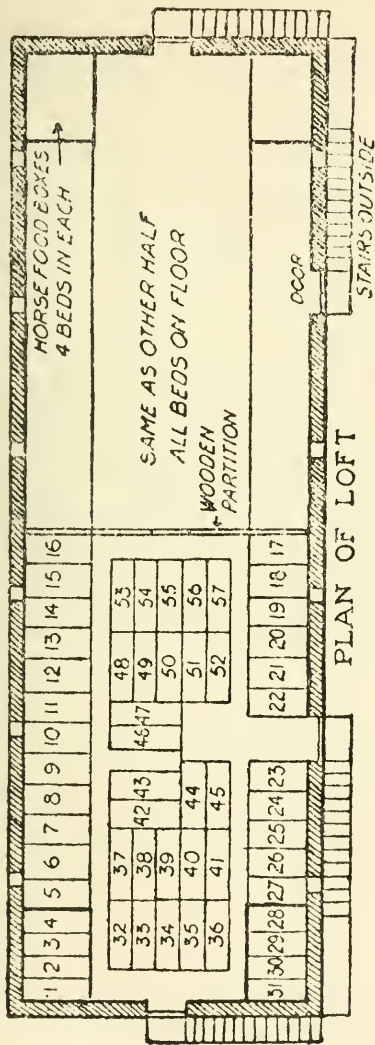 HORSE FOOD BOXES
4 BEDS IN EACH
SAME AS OTHER HALF
ALL BEDS ON FLOOR
WOODEN
PARTITION
DOOR
STAIRS OUTSIDE
1 2 3 4 5 6 7 8 9 10 11 12 13 14 15 16
32 37 42 43 46 47 48 53
33 38 49 54
34 39 50 55
35 40 44 51 56
36 41 45 52 57
31 30 29 28 27 26 25 24 23 22 21 20 19 18 17
PLAN OF LOFT